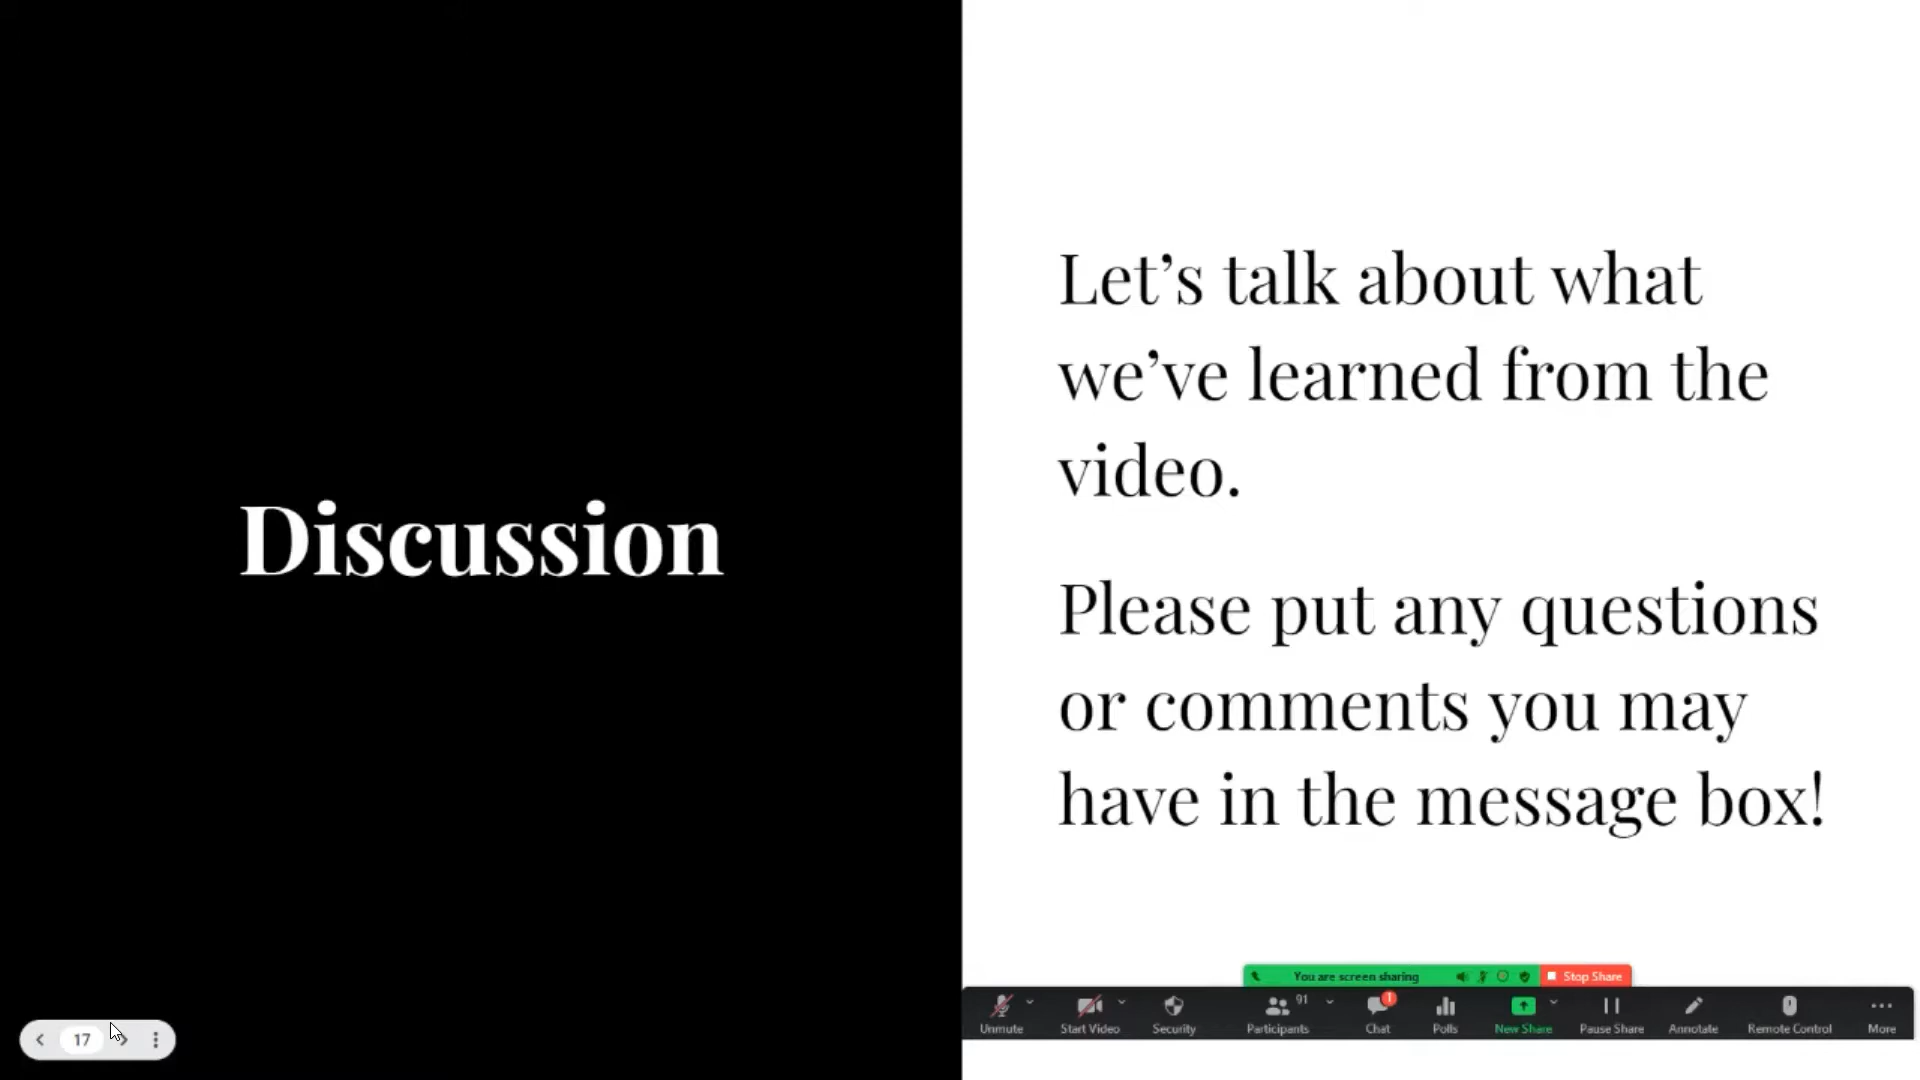 Discussion
Let’s talk about what
we’ve learned from the
video.
Please put any questions
or comments you may
have in the message box!
You are screen sharing
Stop Share
Unmute
Start Video
Security
Participants
91
Chat
1
Polls
New Share
Pause Share
Annotate
Remote Control
More
17